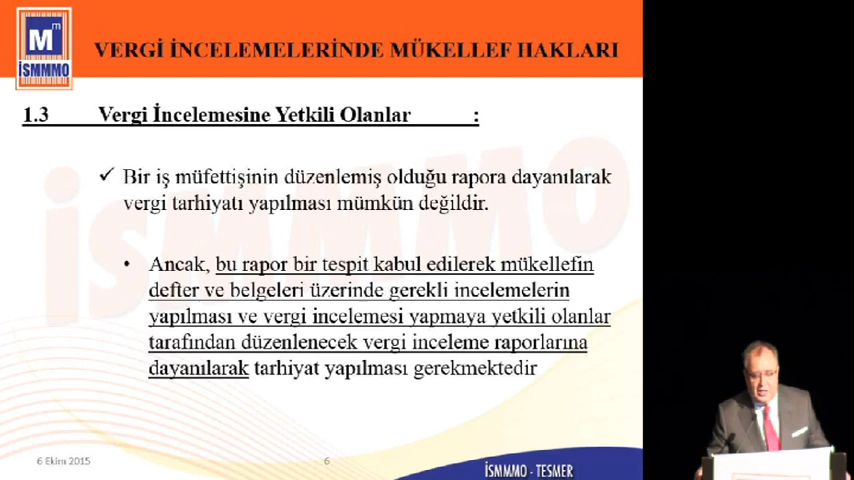 Mm
İSMMMO
VERGİ İNCELEMELERİNDE MÜKELLEF HAKLARI
1.3 Vergi İncelemesine Yetkili Olanlar :
✓ Bir iş müfettişinin düzenlemiş olduğu rapora dayanılarak
vergi tarhiyatı yapılması mümkün değildir.
• Ancak, bu rapor bir tespit kabul edilerek mükellefin
defter ve belgeleri üzerinde gerekli incelemelerin
yapılması ve vergi incelemesi yapmaya yetkili olanlar
tarafından düzenlenecek vergi inceleme raporlarına
dayanılarak tarhiyat yapılması gerekmektedir
6 Ekim 2015
6
İSMMMO - TESMER
İSMMMO